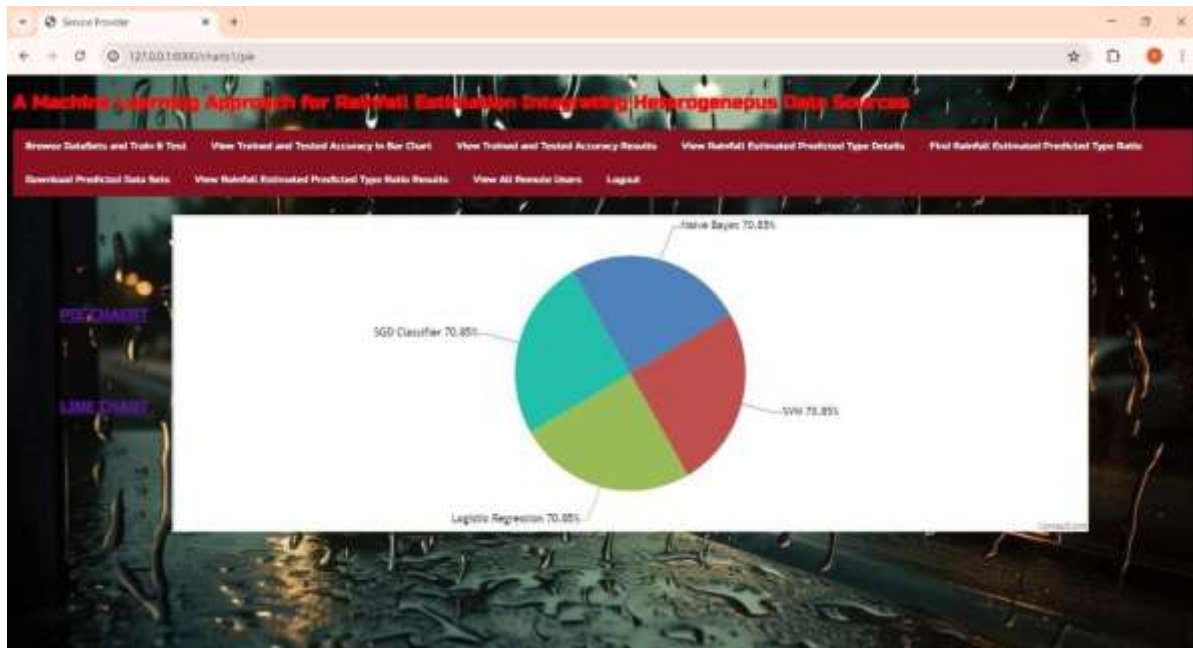 Service Provider
127.0.0.1:8000/charts1/pie
A Machine Learning Approach for Rainfall Estimation Integrating Heterogenepus Data Sources
Browse DataSets and Train & Test View Trained and Tested Accuracy in Bar Chart View Trained and Tested Accuracy Results View Rainfall Estimated Predicted Type Details Find Rainfall Estimated Predicted Type Ratio
Download Predicted Data Sets View Rainfall Estimated Predicted Type Ratio Results View All Remote Users Logout
Naive Bayes 70.85%
PIE CHART
SGD Classifier 70.85%
LINE CHART
SVM 70.85%
Logistic Regression 70.85%